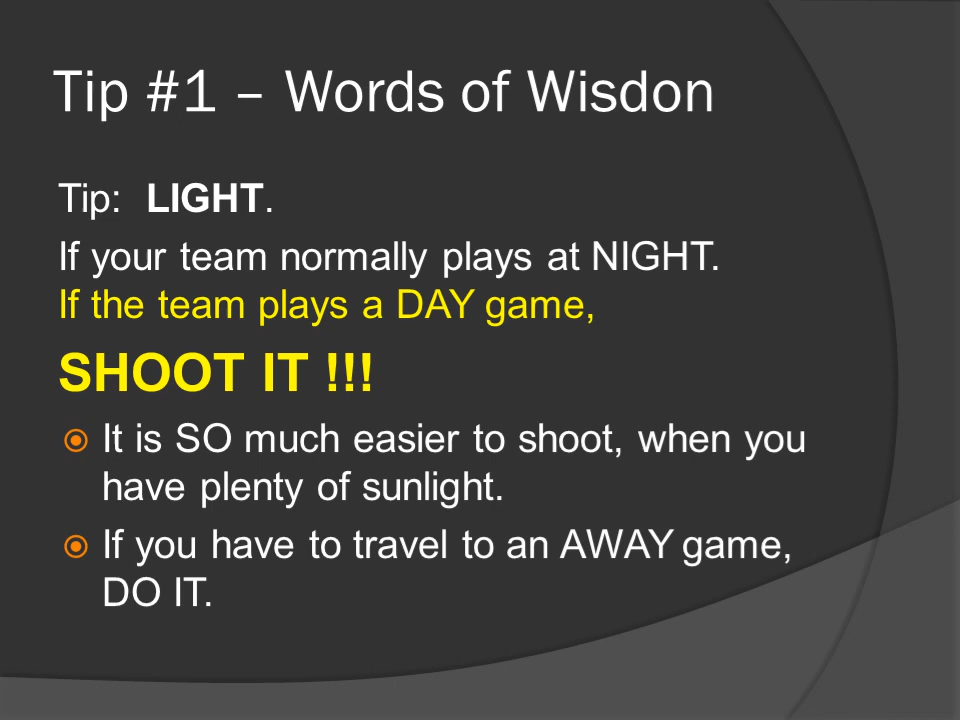 Tip #1 – Words of Wisdon
Tip:  LIGHT.
If your team normally plays at NIGHT.
If the team plays a DAY game,
SHOOT IT !!!
It is SO much easier to shoot, when you
have plenty of sunlight.
If you have to travel to an AWAY game,
DO IT.